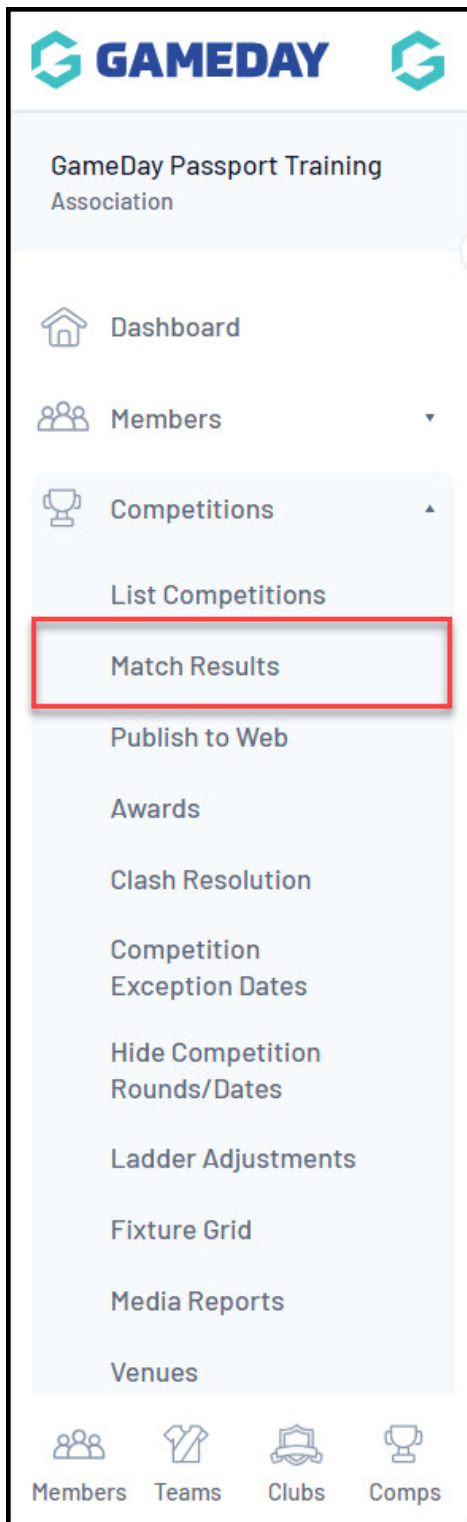 GAMEDAY
GameDay Passport Training
Association
Dashboard
Members
Competitions
List Competitions
Match Results
Publish to Web
Awards
Clash Resolution
Competition
Exception Dates
Hide Competition
Rounds/Dates
Ladder Adjustments
Fixture Grid
Media Reports
Venues
Members Teams Clubs Comps